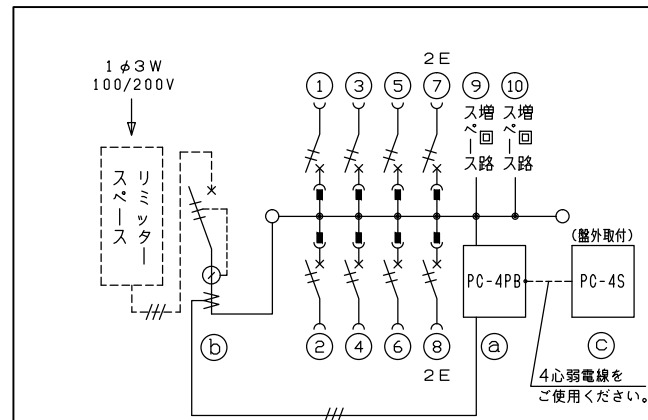 1φ3W
100/200V
リミッター
スペース
2E
① ③ ⑤ ⑦ ⑨ ⑩
増回路
スペース
増回路
スペース
(盤外取付)
PC-4PB
PC-4S
ⓑ ② ④ ⑥ ⑧ ⓐ ⓒ
2E
4心弱電線を
ご使用ください。